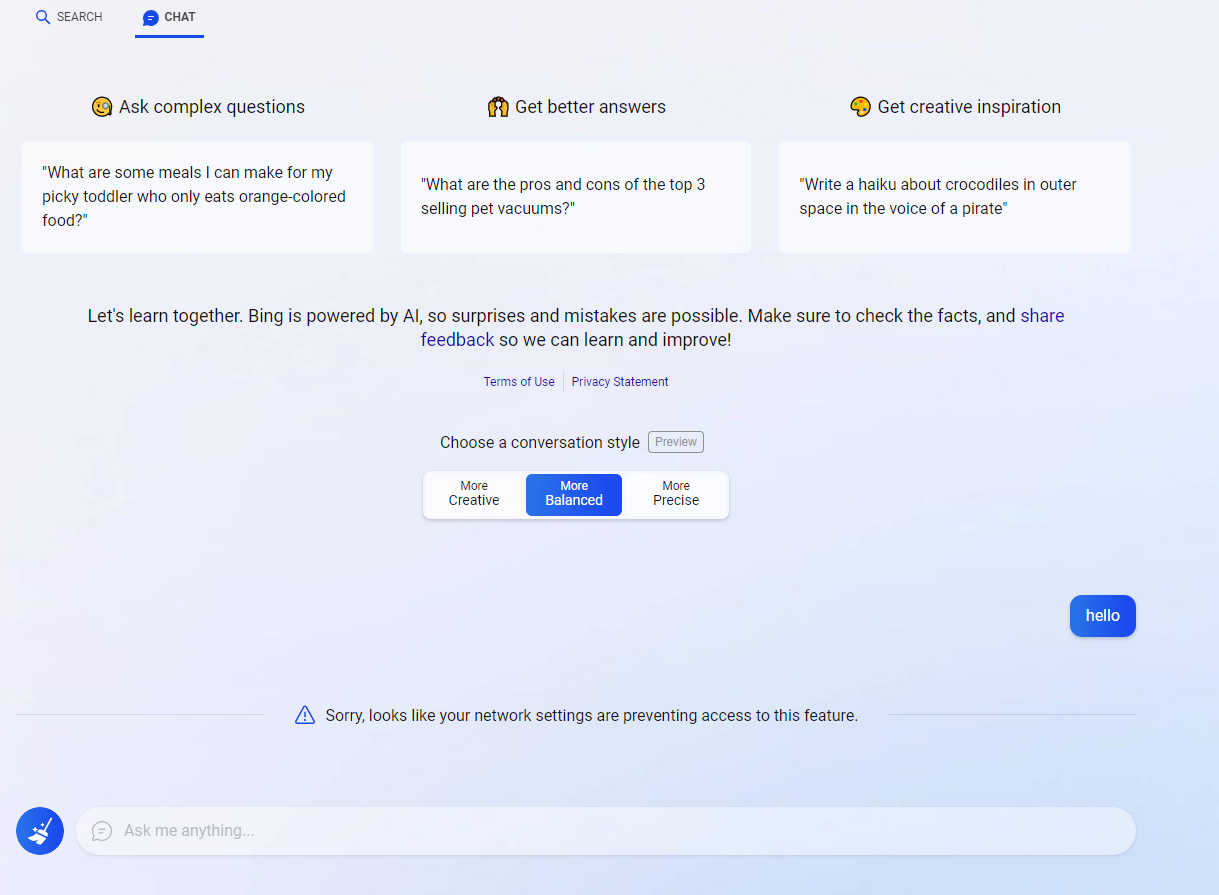 SEARCH
CHAT
Ask complex questions
Get better answers
Get creative inspiration
"What are some meals I can make for my
picky toddler who only eats orange-colored
food?"
"What are the pros and cons of the top 3
selling pet vacuums?"
"Write a haiku about crocodiles in outer
space in the voice of a pirate"
Let's learn together. Bing is powered by AI, so surprises and mistakes are possible. Make sure to check the facts, and share
feedback so we can learn and improve!
Terms of Use
Privacy Statement
Choose a conversation style
Preview
More
Creative
More
Balanced
More
Precise
hello
Sorry, looks like your network settings are preventing access to this feature.
Ask me anything...